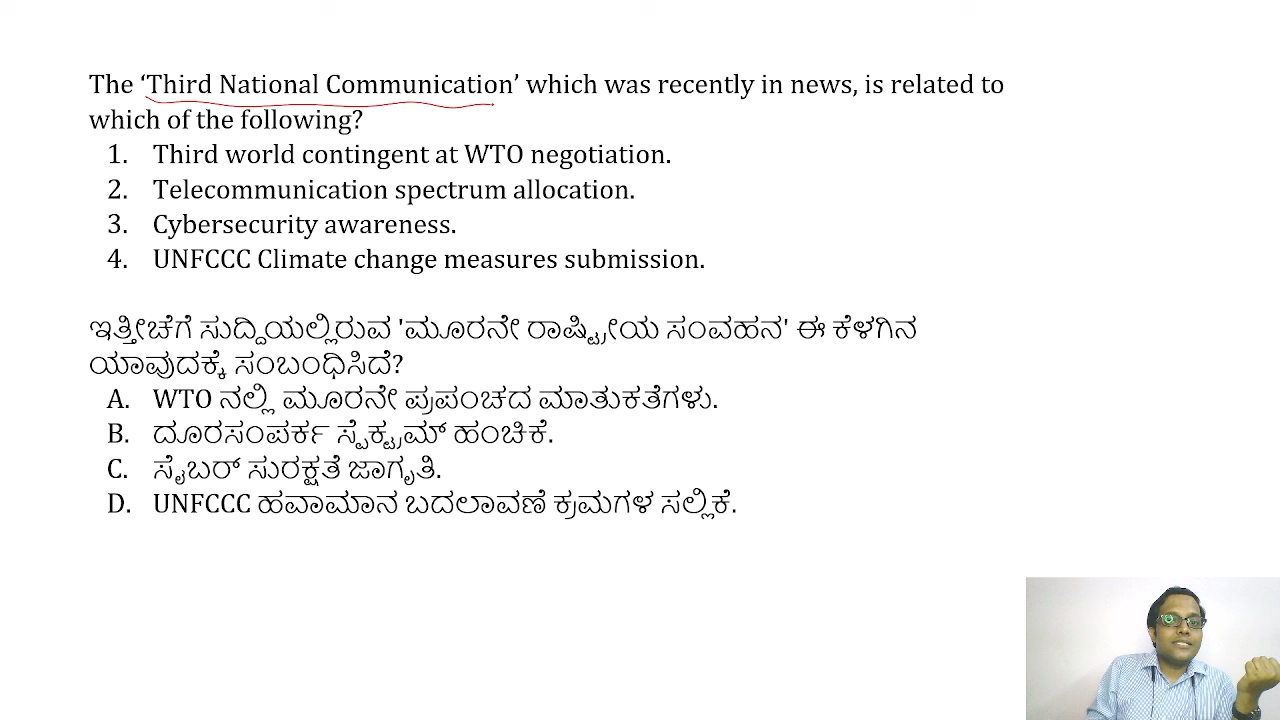 The ‘Third National Communication’ which was recently in news, is related to
which of the following?
1. Third world contingent at WTO negotiation.
2. Telecommunication spectrum allocation.
3. Cybersecurity awareness.
4. UNFCCC Climate change measures submission.
ಇತ್ತೀಚೆಗೆ ಸುದ್ದಿಯಲ್ಲಿರುವ 'ಮೂರನೇ ರಾಷ್ಟ್ರೀಯ ಸಂವಹನ' ಈ ಕೆಳಗಿನ
ಯಾವುದಕ್ಕೆ ಸಂಬಂಧಿಸಿದೆ?
A. WTO ನಲ್ಲಿ ಮೂರನೇ ಪ್ರಪಂಚದ ಮಾತುಕತೆಗಳು.
B. ದೂರಸಂಪರ್ಕ ಸ್ಪೆಕ್ಟ್ರಮ್ ಹಂಚಿಕೆ.
C. ಸೈಬರ್ ಸುರಕ್ಷತೆ ಜಾಗೃತಿ.
D. UNFCCC ಹವಾಮಾನ ಬದಲಾವಣೆ ಕ್ರಮಗಳ ಸಲ್ಲಿಕೆ.